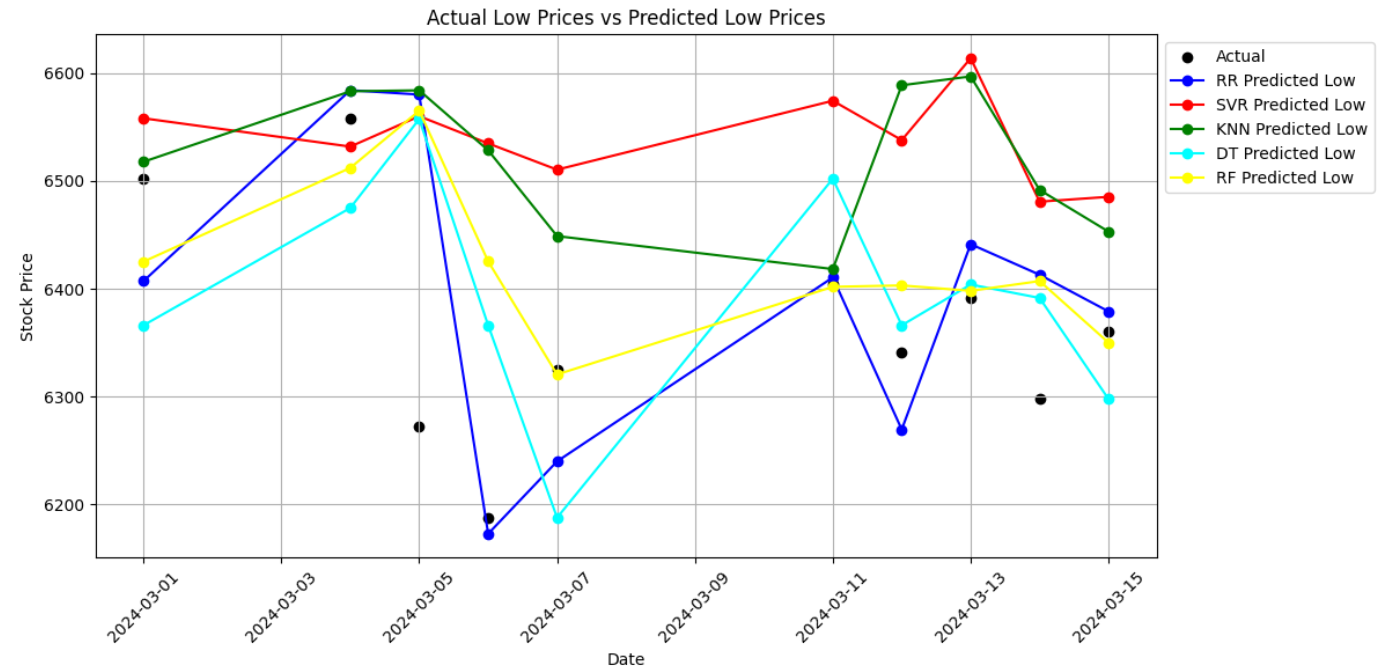 Actual Low Prices vs Predicted Low Prices
Actual
RR Predicted Low
SVR Predicted Low
KNN Predicted Low
DT Predicted Low
RF Predicted Low
Stock Price
6600
6500
6400
6300
6200
2024-03-01
2024-03-03
2024-03-05
2024-03-07
2024-03-09
2024-03-11
2024-03-13
2024-03-15
Date